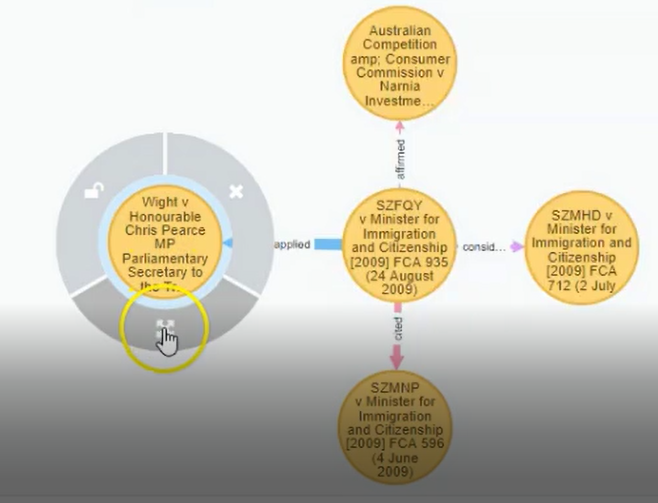 Australian
Competition
amp; Consumer
Commission v
Narnia
Investme...
affirmed
Wight v
Honourable
Chris Pearce
MP
Parliamentary
Secretary to
the T...
applied
SZFQY
v Minister for
Immigration
and Citizenship
[2009] FCA 935
(24 August
2009)
consid...
SZMHD v
Minister for
Immigration and
Citizenship
[2009] FCA
712 (2 July
cited
SZMNP
v Minister for
Immigration
and Citizenship
[2009] FCA 596
(4 June
2009)